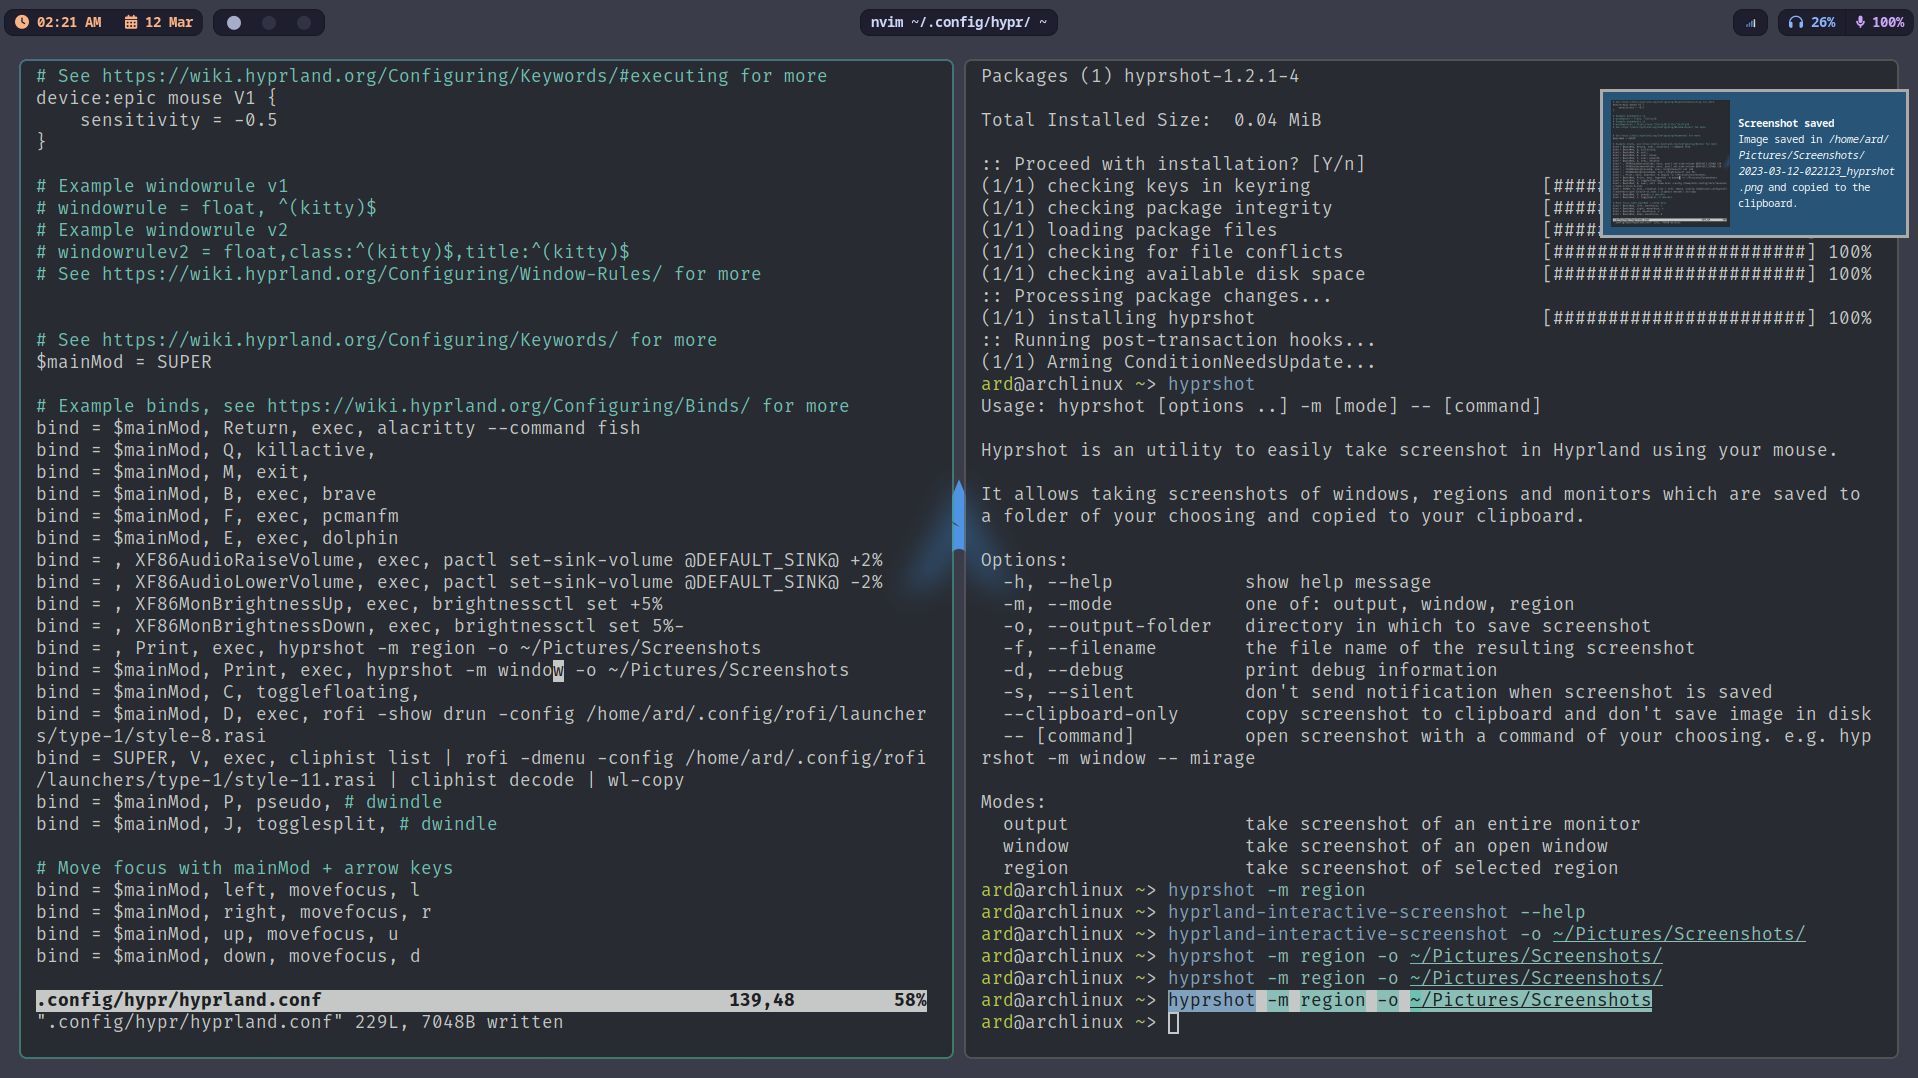 02:21 AM 12 Mar
nvim ~/.config/hypr/ ~
26% 100%
# See https://wiki.hyprland.org/Configuring/Keywords/#executing for more
device:epic mouse V1 {
    sensitivity = -0.5
}
# Example windowrule v1
# windowrule = float, ^(kitty)$
# Example windowrule v2
# windowrulev2 = float,class:^(kitty)$,title:^(kitty)$
# See https://wiki.hyprland.org/Configuring/Window-Rules/ for more
# See https://wiki.hyprland.org/Configuring/Keywords/ for more
$mainMod = SUPER
# Example binds, see https://wiki.hyprland.org/Configuring/Binds/ for more
bind = $mainMod, Return, exec, alacritty --command fish
bind = $mainMod, Q, killactive,
bind = $mainMod, M, exit,
bind = $mainMod, B, exec, brave
bind = $mainMod, F, exec, pcmanfm
bind = $mainMod, E, exec, dolphin
bind = , XF86AudioRaiseVolume, exec, pactl set-sink-volume @DEFAULT_SINK@ +2%
bind = , XF86AudioLowerVolume, exec, pactl set-sink-volume @DEFAULT_SINK@ -2%
bind = , XF86MonBrightnessUp, exec, brightnessctl set +5%
bind = , XF86MonBrightnessDown, exec, brightnessctl set 5%-
bind = , Print, exec, hyprshot -m region -o ~/Pictures/Screenshots
bind = $mainMod, Print, exec, hyprshot -m window -o ~/Pictures/Screenshots
bind = $mainMod, C, togglefloating,
bind = $mainMod, D, exec, rofi -show drun -config /home/ard/.config/rofi/launcher
s/type-1/style-8.rasi
bind = SUPER, V, exec, cliphist list | rofi -dmenu -config /home/ard/.config/rofi
/launchers/type-1/style-11.rasi | cliphist decode | wl-copy
bind = $mainMod, P, pseudo, # dwindle
bind = $mainMod, J, togglesplit, # dwindle
# Move focus with mainMod + arrow keys
bind = $mainMod, left, movefocus, l
bind = $mainMod, right, movefocus, r
bind = $mainMod, up, movefocus, u
bind = $mainMod, down, movefocus, d
.config/hypr/hyprland.conf 139,48 58%
".config/hypr/hyprland.conf" 229L, 7048B written
Packages (1) hyprshot-1.2.1-4
Total Installed Size:  0.04 MiB
:: Proceed with installation? [Y/n]
(1/1) checking keys in keyring [####
(1/1) checking package integrity [####
(1/1) loading package files [####
(1/1) checking for file conflicts [#######################] 100%
(1/1) checking available disk space [#######################] 100%
:: Processing package changes...
(1/1) installing hyprshot [#######################] 100%
:: Running post-transaction hooks...
(1/1) Arming ConditionNeedsUpdate...
ard@archlinux ~> hyprshot
Usage: hyprshot [options ..] -m [mode] -- [command]
Hyprshot is an utility to easily take screenshot in Hyprland using your mouse.
It allows taking screenshots of windows, regions and monitors which are saved to
a folder of your choosing and copied to your clipboard.
Options:
  -h, --help            show help message
  -m, --mode            one of: output, window, region
  -o, --output-folder   directory in which to save screenshot
  -f, --filename        the file name of the resulting screenshot
  -d, --debug           print debug information
  -s, --silent          don't send notification when screenshot is saved
  --clipboard-only      copy screenshot to clipboard and don't save image in disk
  -- [command]          open screenshot with a command of your choosing. e.g. hyp
rshot -m window -- mirage
Modes:
  output                take screenshot of an entire monitor
  window                take screenshot of an open window
  region                take screenshot of selected region
ard@archlinux ~> hyprshot -m region
ard@archlinux ~> hyprland-interactive-screenshot --help
ard@archlinux ~> hyprland-interactive-screenshot -o ~/Pictures/Screenshots/
ard@archlinux ~> hyprshot -m region -o ~/Pictures/Screenshots/
ard@archlinux ~> hyprshot -m region -o ~/Pictures/Screenshots/
ard@archlinux ~> hyprshot -m region -o ~/Pictures/Screenshots
ard@archlinux ~>
Screenshot saved
Image saved in /home/ard/
Pictures/Screenshots/
2023-03-12-022123_hyprshot
.png and copied to the
clipboard.